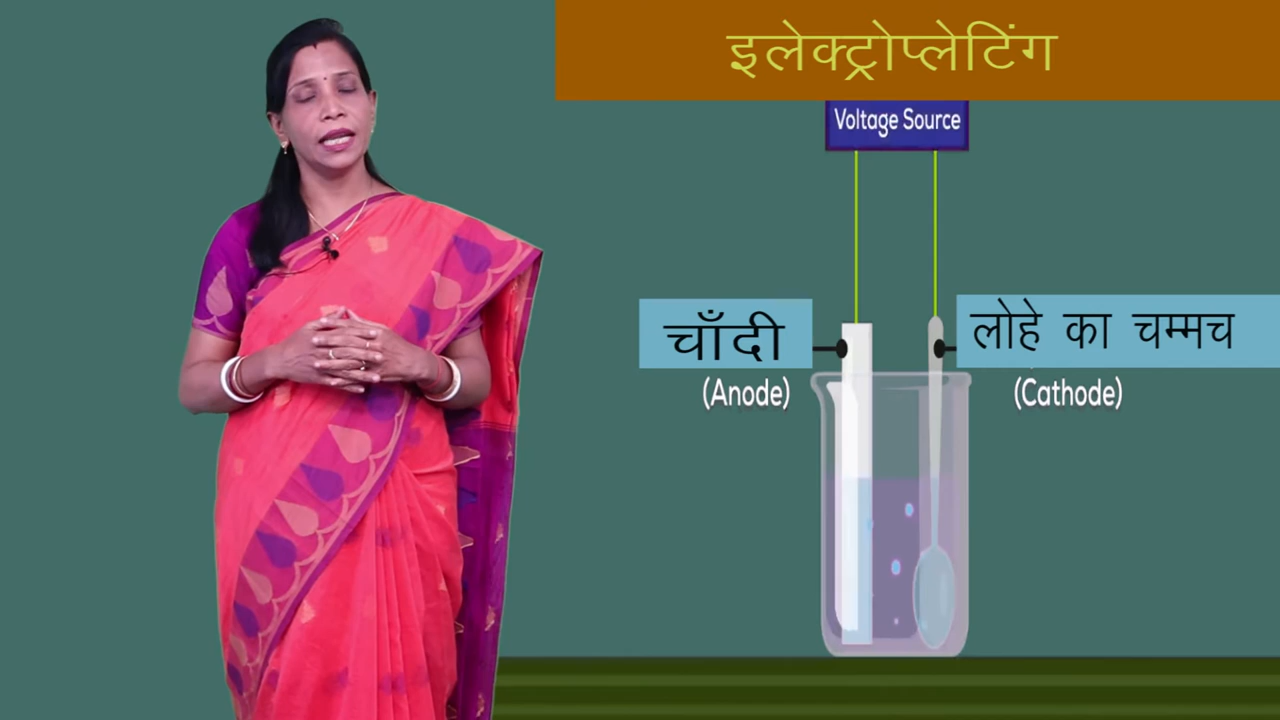 इलेक्ट्रोप्लेटिंग
Voltage Source
चाँदी
(Anode)
लोहे का चम्मच
(Cathode)